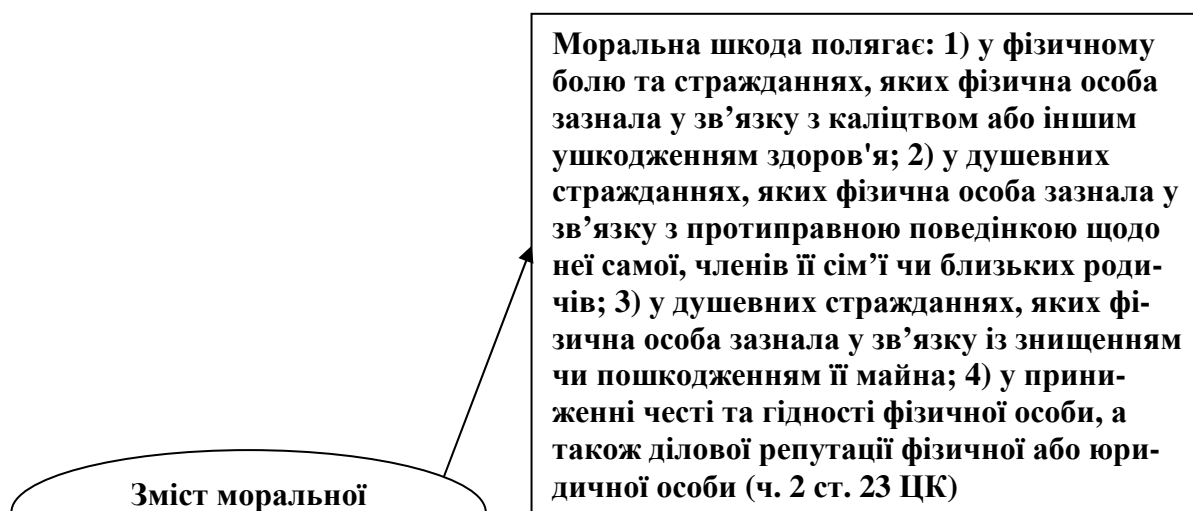 Моральна шкода полягає: 1) у фізичному
болю та стражданнях, яких фізична особа
зазнала у зв’язку з каліцтвом або іншим
ушкодженням здоров'я; 2) у душевних
стражданнях, яких фізична особа зазнала у
зв’язку з протиправною поведінкою щодо
неї самої, членів її сім’ї чи близьких роди-
чів; 3) у душевних стражданнях, яких фі-
зична особа зазнала у зв’язку із знищенням
чи пошкодженням її майна; 4) у прини-
женні честі та гідності фізичної особи, а
також ділової репутації фізичної або юри-
дичної особи (ч. 2 ст. 23 ЦК)
Зміст моральної